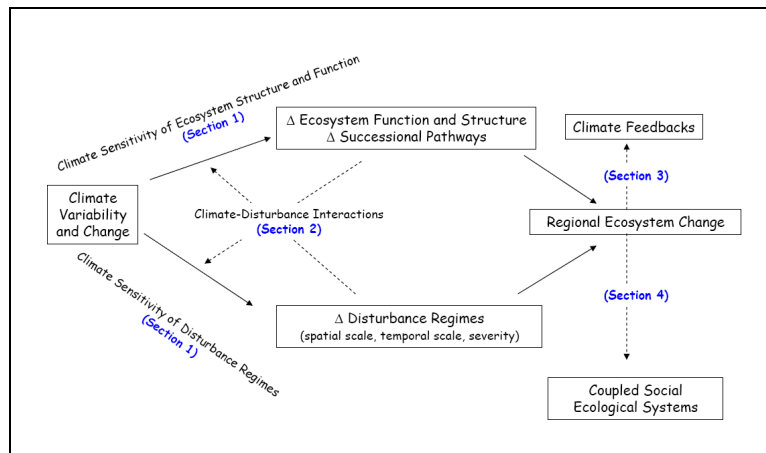 Climate Sensitivity of Ecosystem Structure and Function
(Section 1)
Δ Ecosystem Function and Structure
Δ Successional Pathways
Climate Feedbacks
(Section 3)
Climate
Variability
and Change
Climate-Disturbance Interactions
(Section 2)
Regional Ecosystem Change
Climate Sensitivity of Disturbance Regimes
(Section 1)
(Section 4)
Δ Disturbance Regimes
(spatial scale, temporal scale, severity)
Coupled Social
Ecological Systems